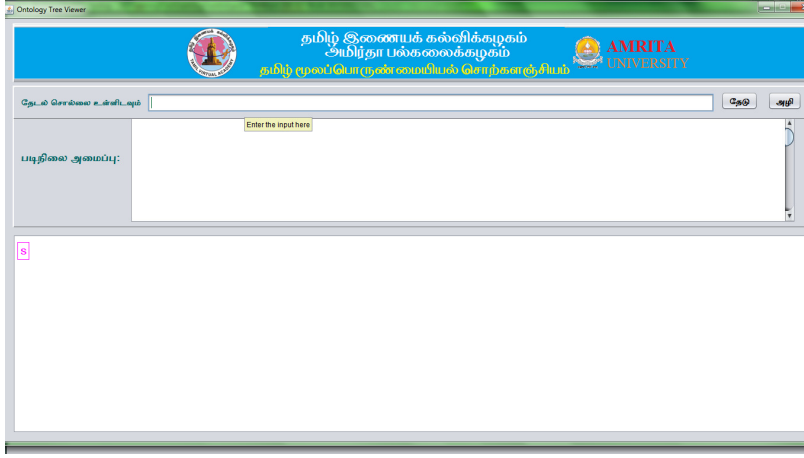 Ontology Tree Viewer
தமிழ் இணையக் கல்விக்கழகம்
அமிர்தா பல்கலைக்கழகம்
தமிழ் மூலப்பொருண்மையியல் சொற்களஞ்சியம்
AMRITA
UNIVERSITY
தேடல் சொல்லை உள்ளிடவும்
தேடு
அழி
Enter the input here
படிநிலை அமைப்பு:
S